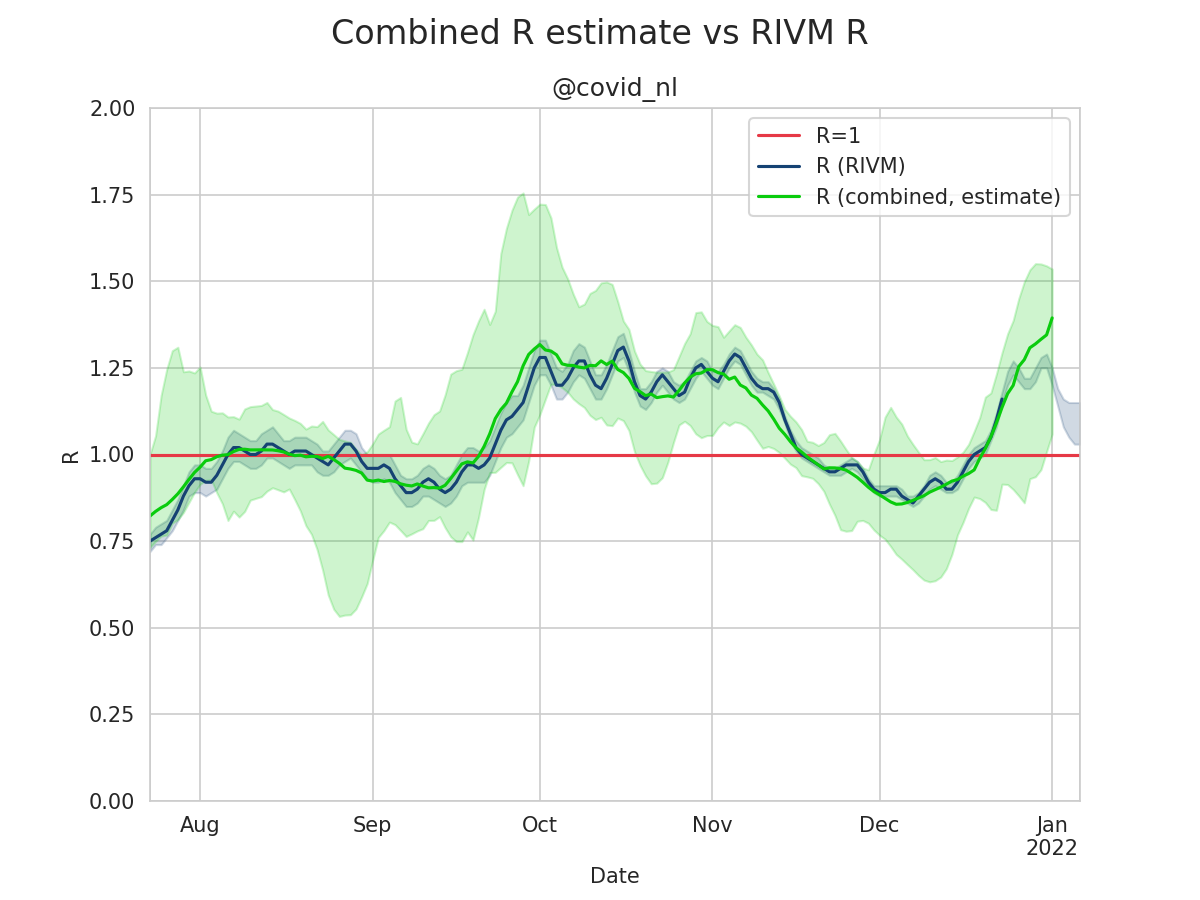 Combined R estimate vs RIVM R
@covid_nl
2.00
1.75
1.50
1.25
1.00
0.75
0.50
0.25
0.00
R
R=1
R (RIVM)
R (combined, estimate)
Aug Sep Oct Nov Dec Jan
2022
Date